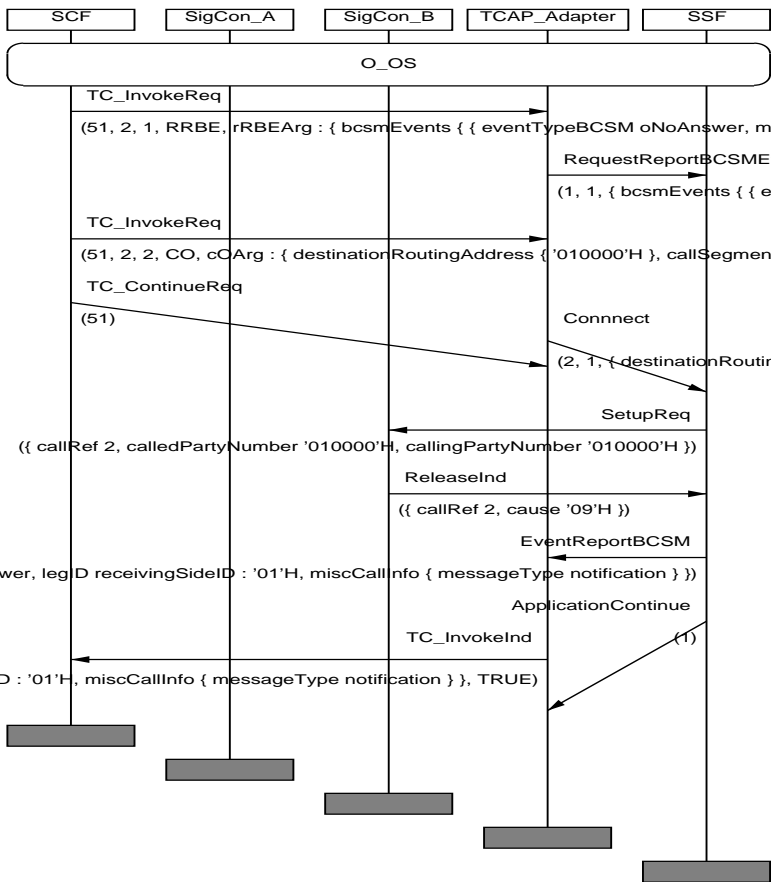 SCF SigCon_A SigCon_B TCAP_Adapter SSF
O_OS
TC_InvokeReq
(51, 2, 1, RRBE, rRBEArg : { bcsmEvents { { eventTypeBCSM oNoAnswer, m
RequestReportBCSME
(1, 1, { bcsmEvents { { e
TC_InvokeReq
(51, 2, 2, CO, cOArg : { destinationRoutingAddress { '010000'H }, callSegmen
TC_ContinueReq
(51)
Connnect
(2, 1, { destinationRoutin
SetupReq
({ callRef 2, calledPartyNumber '010000'H, callingPartyNumber '010000'H })
ReleaseInd
({ callRef 2, cause '09'H })
EventReportBCSM
wer, legID receivingSideID : '01'H, miscCallInfo { messageType notification } })
ApplicationContinue
(1)
TC_InvokeInd
D : '01'H, miscCallInfo { messageType notification } }, TRUE)